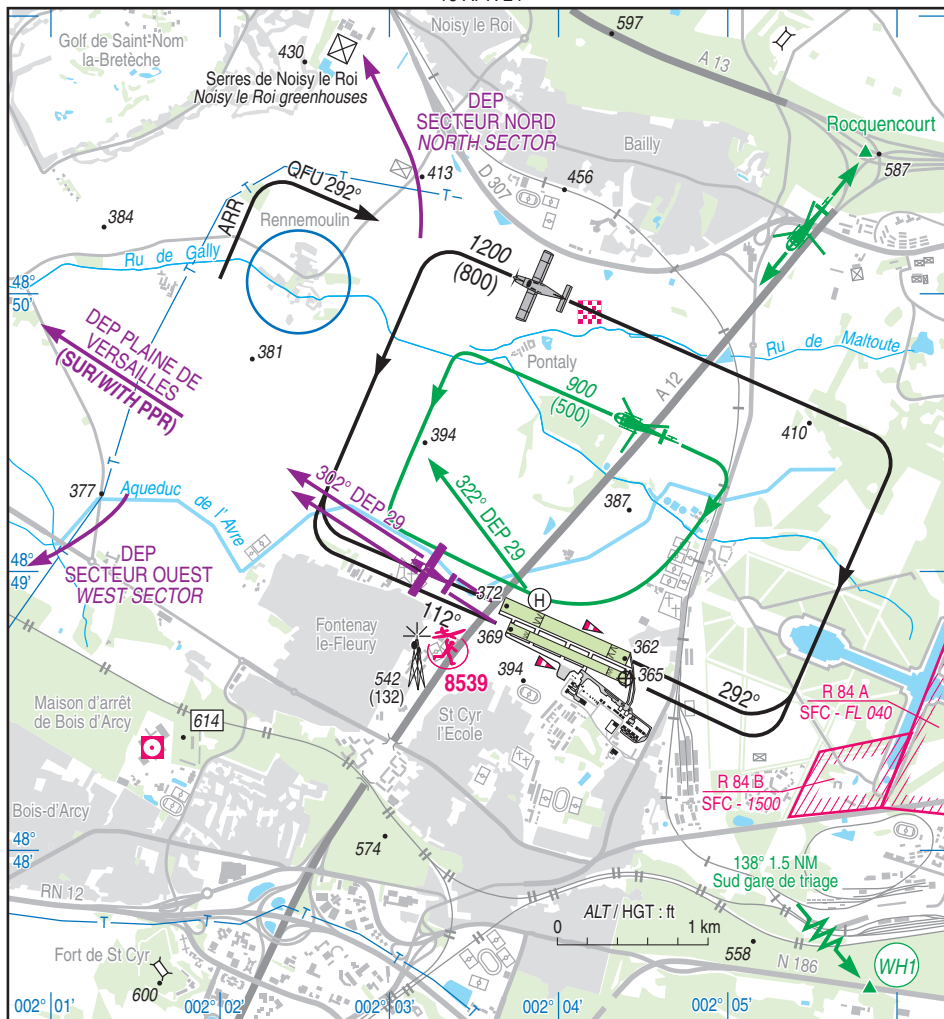 Golf de Saint-Nom
la-Bretèche
430
Serres de Noisy le Roi
Noisy le Roi greenhouses
Noisy le Roi
597
A 13
DEP
SECTEUR NORD
NORTH SECTOR
Bailly
Rocquencourt
587
413
456
D 307
T
T
ARR
QFU 292°
Rennemoulin
384
Ru de Gally
48°
50'
1200
(800)
DEP PLAINE DE
VERSAILLES
(SUR/WITH PPR)
381
Pontaly
A 12
Ru de Maltoute
900
(500)
394
410
T
377
Aqueduc de l' Avre
302° DEP 29
322° DEP 29
387
48°
49'
DEP
SECTEUR OUEST
WEST SECTOR
T
372
H
112°
369
362
365
Fontenay
le-Fleury
542
(132)
8539
394
292°
St Cyr
l'Ecole
R 84 A
SFC - FL 040
Maison d'arrêt
de Bois d'Arcy
614
R 84 B
SFC - 1500
Bois-d'Arcy
48°
48'
574
138° 1.5 NM
Sud gare de triage
RN 12
T
T
T
ALT / HGT : ft
0
1 km
558
N 186
WH1
Fort de St Cyr
600
002° 01'
002° 02'
002° 03'
002° 04'
002° 05'